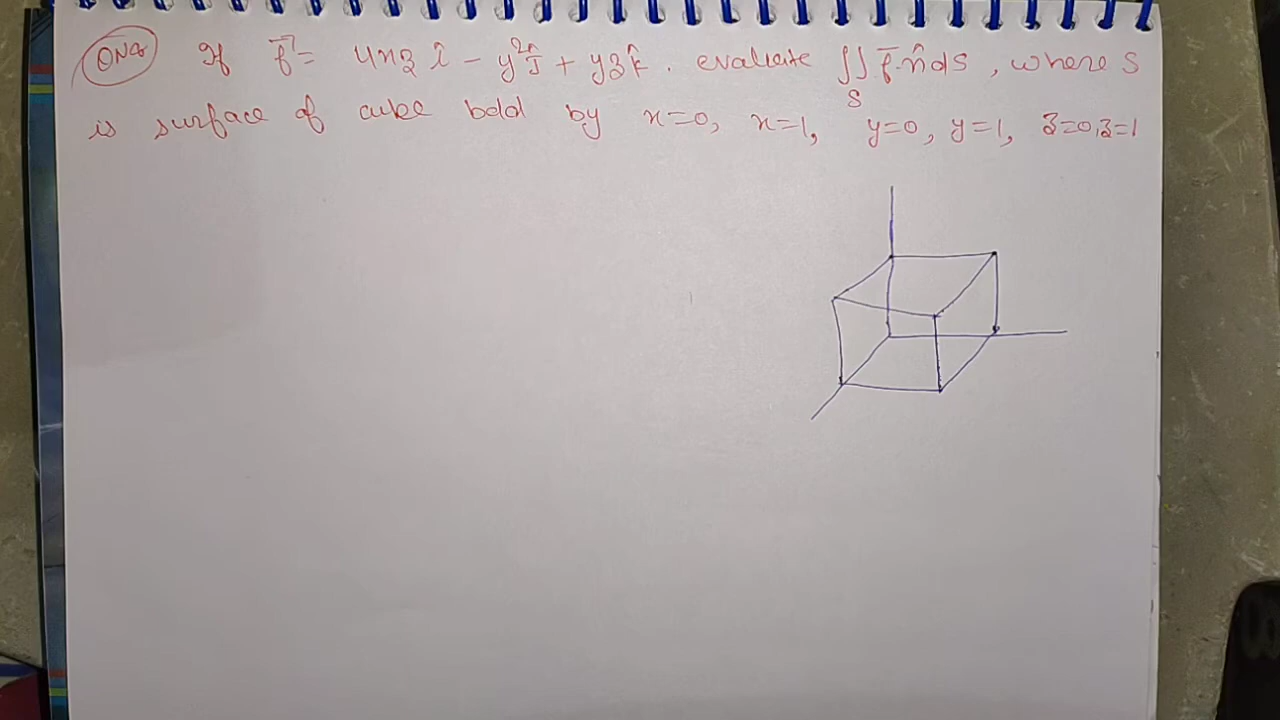 QN8 If f⃗ = 4xz î - y² ĵ + yz k̂ . evaluate ∬ f̄.n̂ ds , where S
S
is surface of cube bdd by x=0, x=1, y=0, y=1, z=0, z=1